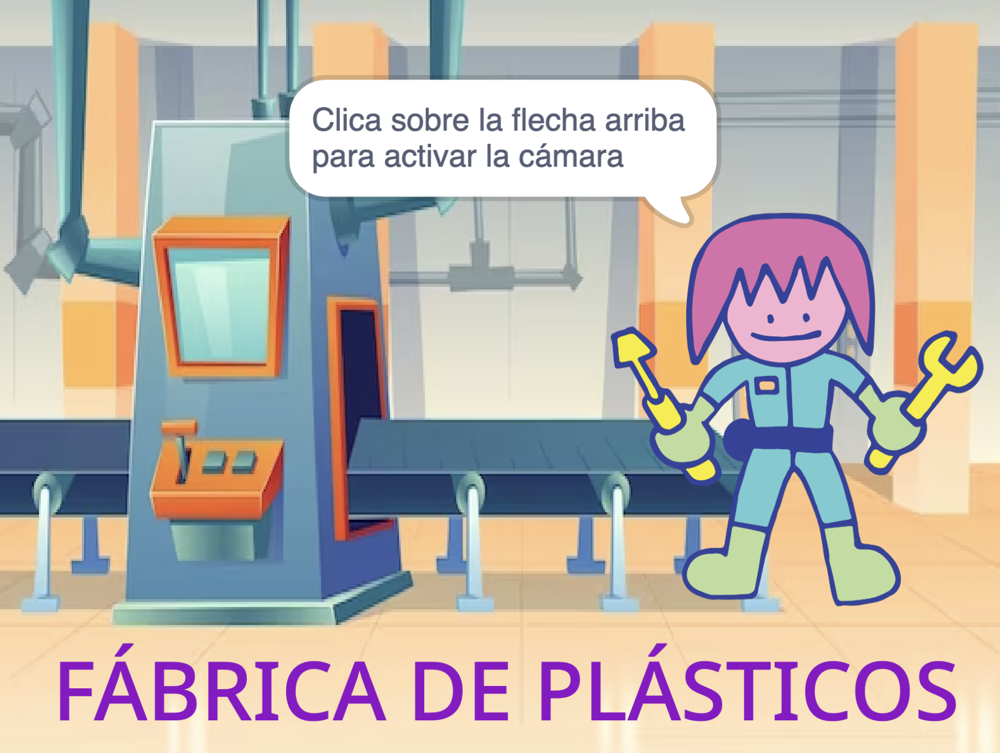 Clica sobre la flecha arriba
para activar la cámara
FÁBRICA DE PLÁSTICOS